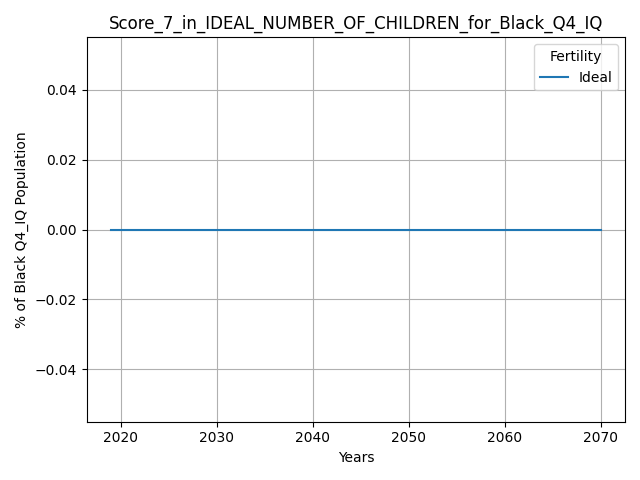 Score_7_in_IDEAL_NUMBER_OF_CHILDREN_for_Black_Q4_IQ
Fertility
Ideal
0.04
0.02
0.00
−0.02
−0.04
% of Black Q4_IQ Population
2020 2030 2040 2050 2060 2070
Years